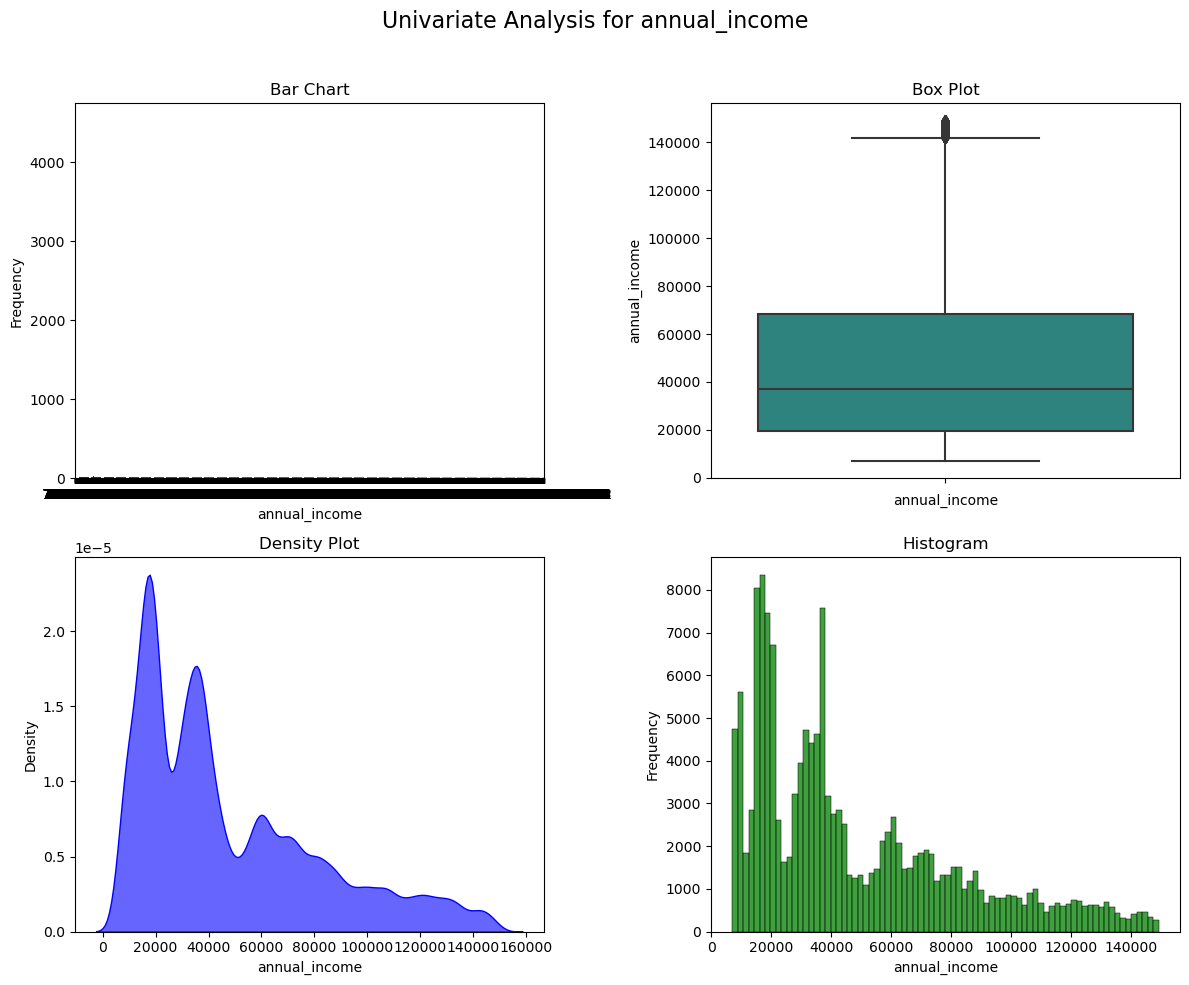 Univariate Analysis for annual_income
Bar Chart
4000
3000
2000
1000
0
Frequency
annual_income
Box Plot
140000
120000
100000
80000
60000
40000
20000
0
annual_income
annual_income
Density Plot
1e−5
2.0
1.5
1.0
0.5
0.0
Density
0 20000 40000 60000 80000 100000 120000 140000 160000
annual_income
Histogram
8000
7000
6000
5000
4000
3000
2000
1000
0
Frequency
0 20000 40000 60000 80000 100000 120000 140000
annual_income